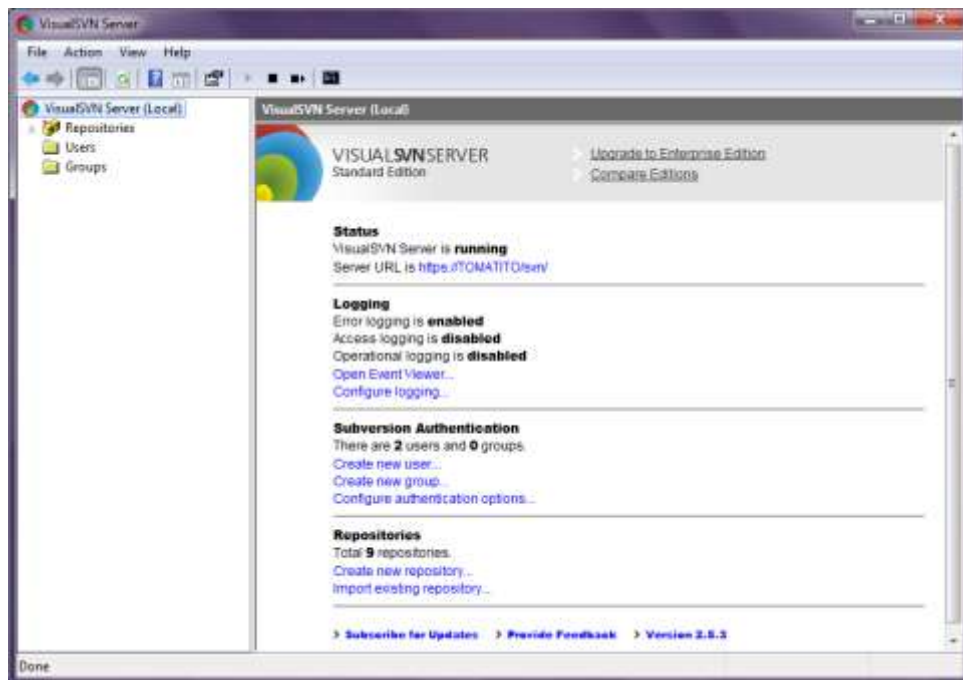 VisualSVN Server
File Action View Help
VisualSVN Server (Local)
Repositories
Users
Groups
VisualSVN Server (Local)
VISUALSVNSERVER
Standard Edition
Upgrade to Enterprise Edition
Compare Editions
Status
VisualSVN Server is running
Server URL is https://TOMATITO/svn/
Logging
Error logging is enabled
Access logging is disabled
Operational logging is disabled
Open Event Viewer...
Configure logging...
Subversion Authentication
There are 2 users and 0 groups.
Create new user...
Create new group...
Configure authentication options...
Repositories
Total 9 repositories.
Create new repository...
Import existing repository...
> Subscribe for Updates > Provide Feedback > Version 2.5.3
Done